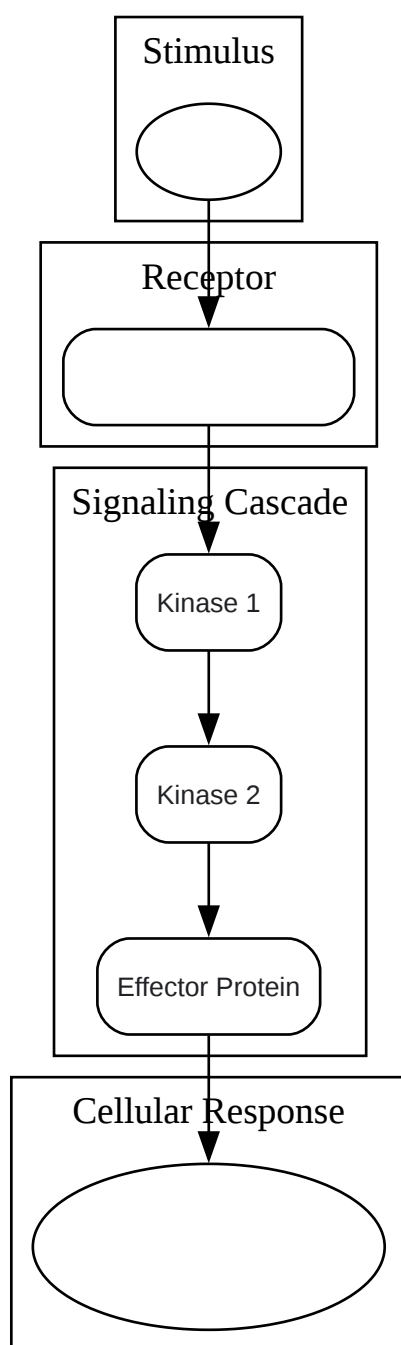 Stimulus
Receptor
Signaling Cascade
Kinase 1
Kinase 2
Effector Protein
Cellular Response